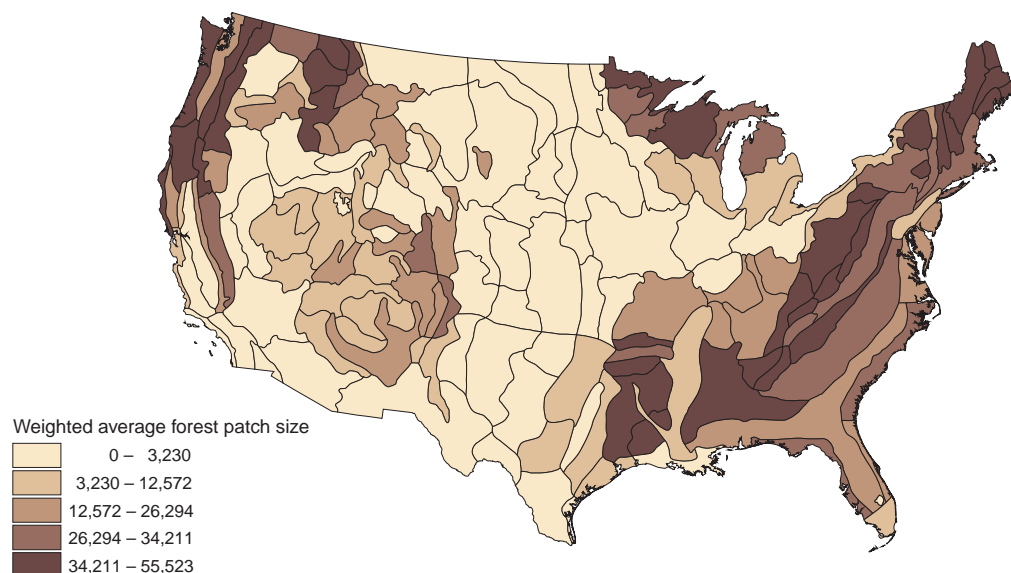 Weighted average forest patch size
0 – 3,230
3,230 – 12,572
12,572 – 26,294
26,294 – 34,211
34,211 – 55,523